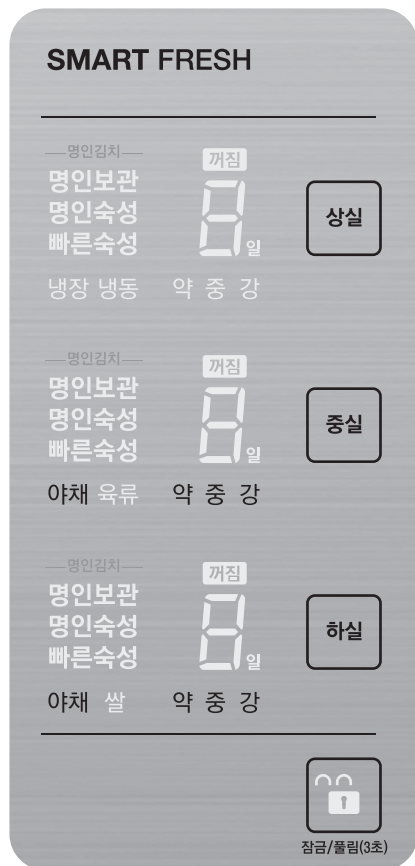 SMART FRESH
명인김치
꺼짐
명인보관
명인숙성
빠른숙성
8일
상실
냉장 냉동 약 중 강
명인김치
꺼짐
명인보관
명인숙성
빠른숙성
8일
중실
야채 육류 약 중 강
명인김치
꺼짐
명인보관
명인숙성
빠른숙성
8일
하실
야채 쌀 약 중 강
잠금/풀림(3초)